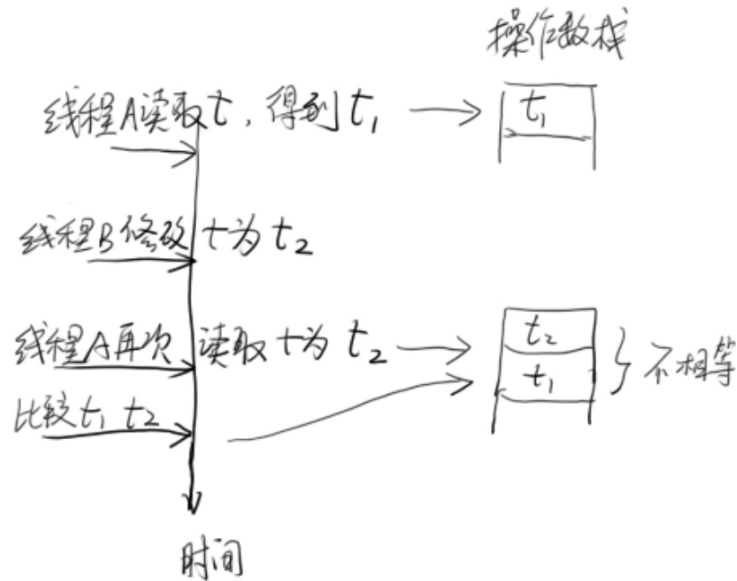 操作数栈
线程A读取t，得到t₁
t₁
线程B修改 t为t₂
线程A再次 读取t为 t₂
t₂
t₁
不相等
比较t₁ t₂
时间